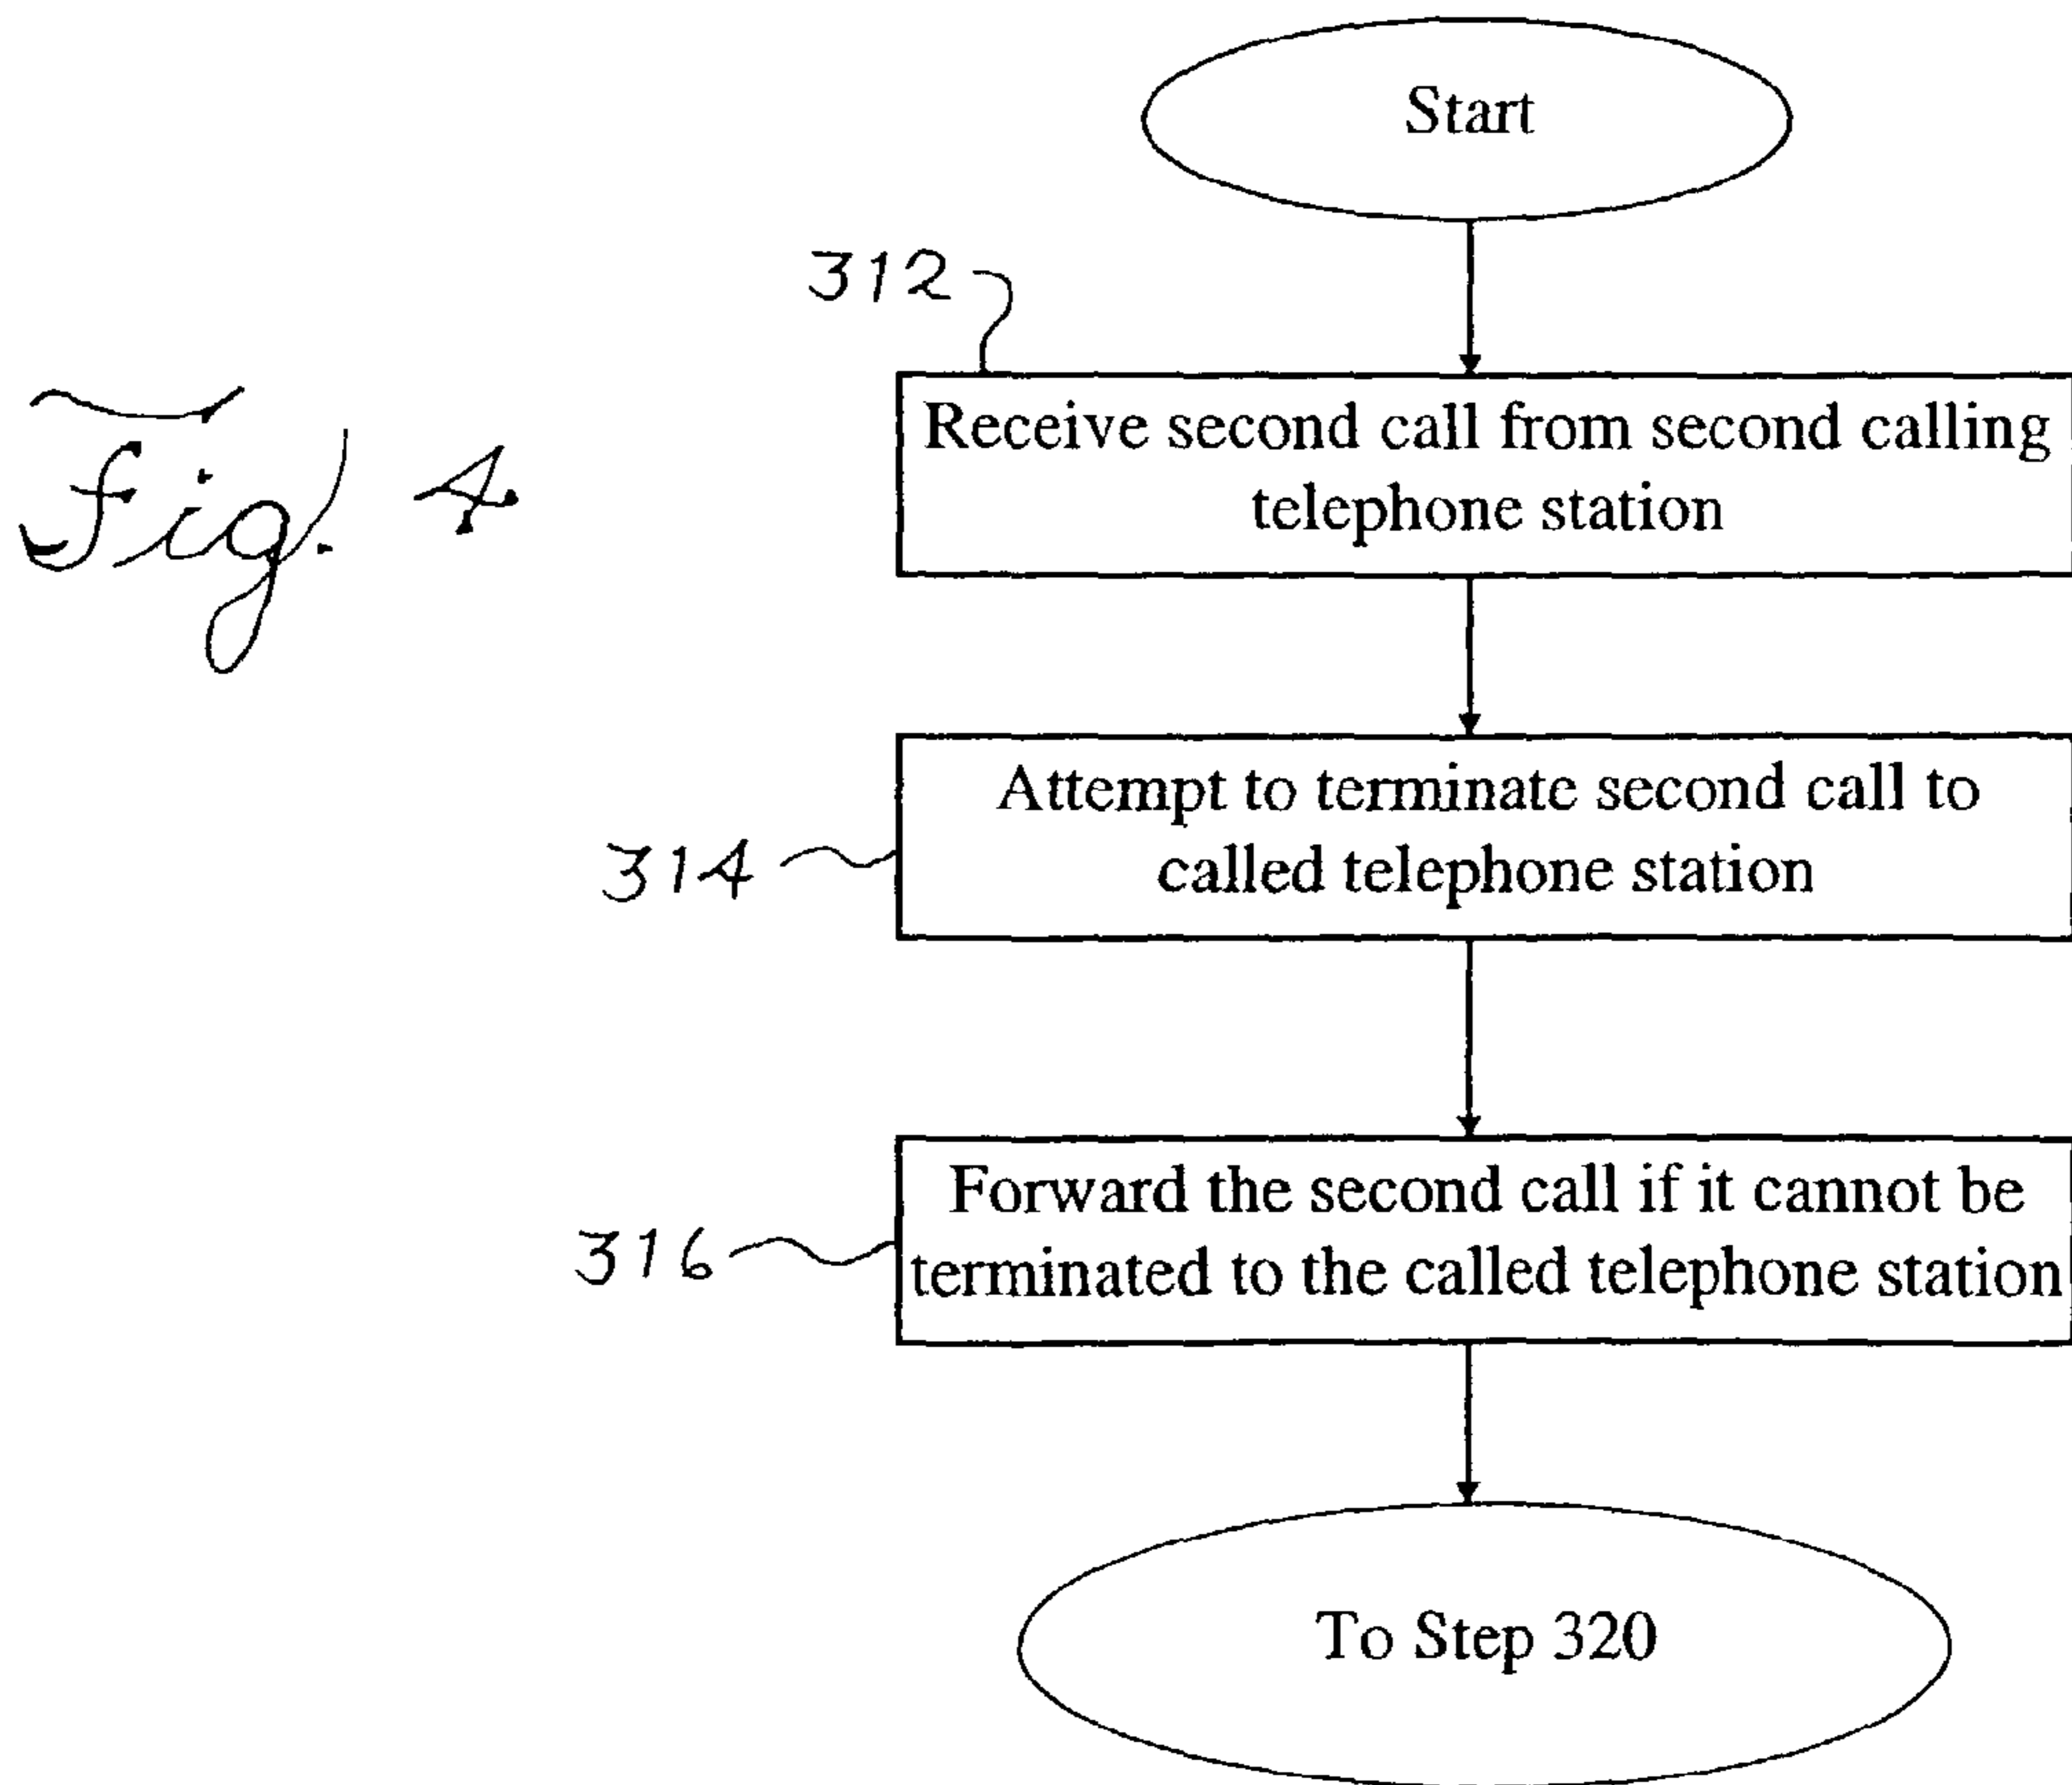 Start
312
Receive second call from second calling
telephone station
Fig. 4
Attempt to terminate second call to
called telephone station
314
Forward the second call if it cannot be
terminated to the called telephone station
316
To Step 320